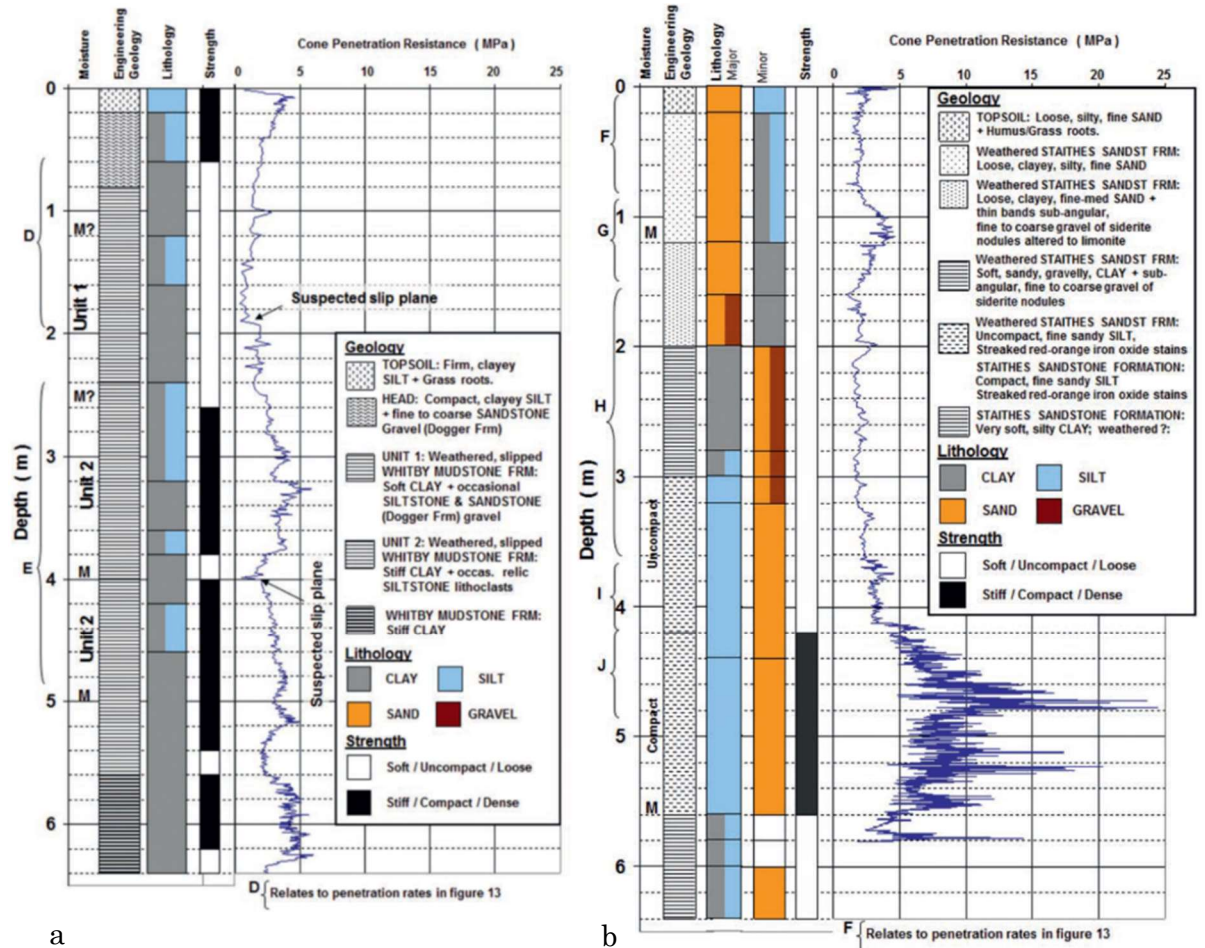 Moisture
Engineering
Geology
Lithology
Strength
Cone Penetration Resistance ( MPa )
0 5 10 15 20 25
Depth ( m )
0
1
2
3
4
5
6
D
E
M?
Unit 1
M?
Unit 2
M
Unit 2
M
Suspected slip plane
Suspected slip plane
Geology
TOPSOIL: Firm, clayey
SILT + Grass roots.
HEAD: Compact, clayey SILT
+ fine to coarse SANDSTONE
Gravel (Dogger Frm)
UNIT 1: Weathered, slipped
WHITBY MUDSTONE FRM:
Soft CLAY + occasional
SILTSTONE & SANDSTONE
(Dogger Frm) gravel
UNIT 2: Weathered, slipped
WHITBY MUDSTONE FRM:
Stiff CLAY + occas. relic
SILTSTONE lithoclasts
WHITBY MUDSTONE FRM:
Stiff CLAY
Lithology
CLAY SILT
SAND GRAVEL
Strength
Soft / Uncompact / Loose
Stiff / Compact / Dense
D Relates to penetration rates in figure 13
a
Moisture
Engineering
Geology
Lithology
Major
Minor
Strength
Cone Penetration Resistance ( MPa )
0 5 10 15 20 25
Depth ( m )
0
1
2
3
4
5
6
F
G
H
I
J
M
Uncompact
Compact
M
Geology
TOPSOIL: Loose, silty, fine SAND
+ Humus/Grass roots.
Weathered STAITHES SANDST FRM:
Loose, clayey, silty, fine SAND
Weathered STAITHES SANDST FRM:
Loose, clayey, fine-med SAND +
thin bands sub-angular,
fine to coarse gravel of siderite
nodules altered to limonite
Weathered STAITHES SANDST FRM:
Soft, sandy, gravelly, CLAY + sub-
angular, fine to coarse gravel of
siderite nodules
Weathered STAITHES SANDST FRM:
Uncompact, fine sandy SILT,
Streaked red-orange iron oxide stains
STAITHES SANDSTONE FORMATION:
Compact, fine sandy SILT
Streaked red-orange iron oxide stains
STAITHES SANDSTONE FORMATION:
Very soft, silty CLAY; weathered?:
Lithology
CLAY SILT
SAND GRAVEL
Strength
Soft / Uncompact / Loose
Stiff / Compact / Dense
F Relates to penetration rates in figure 13
b